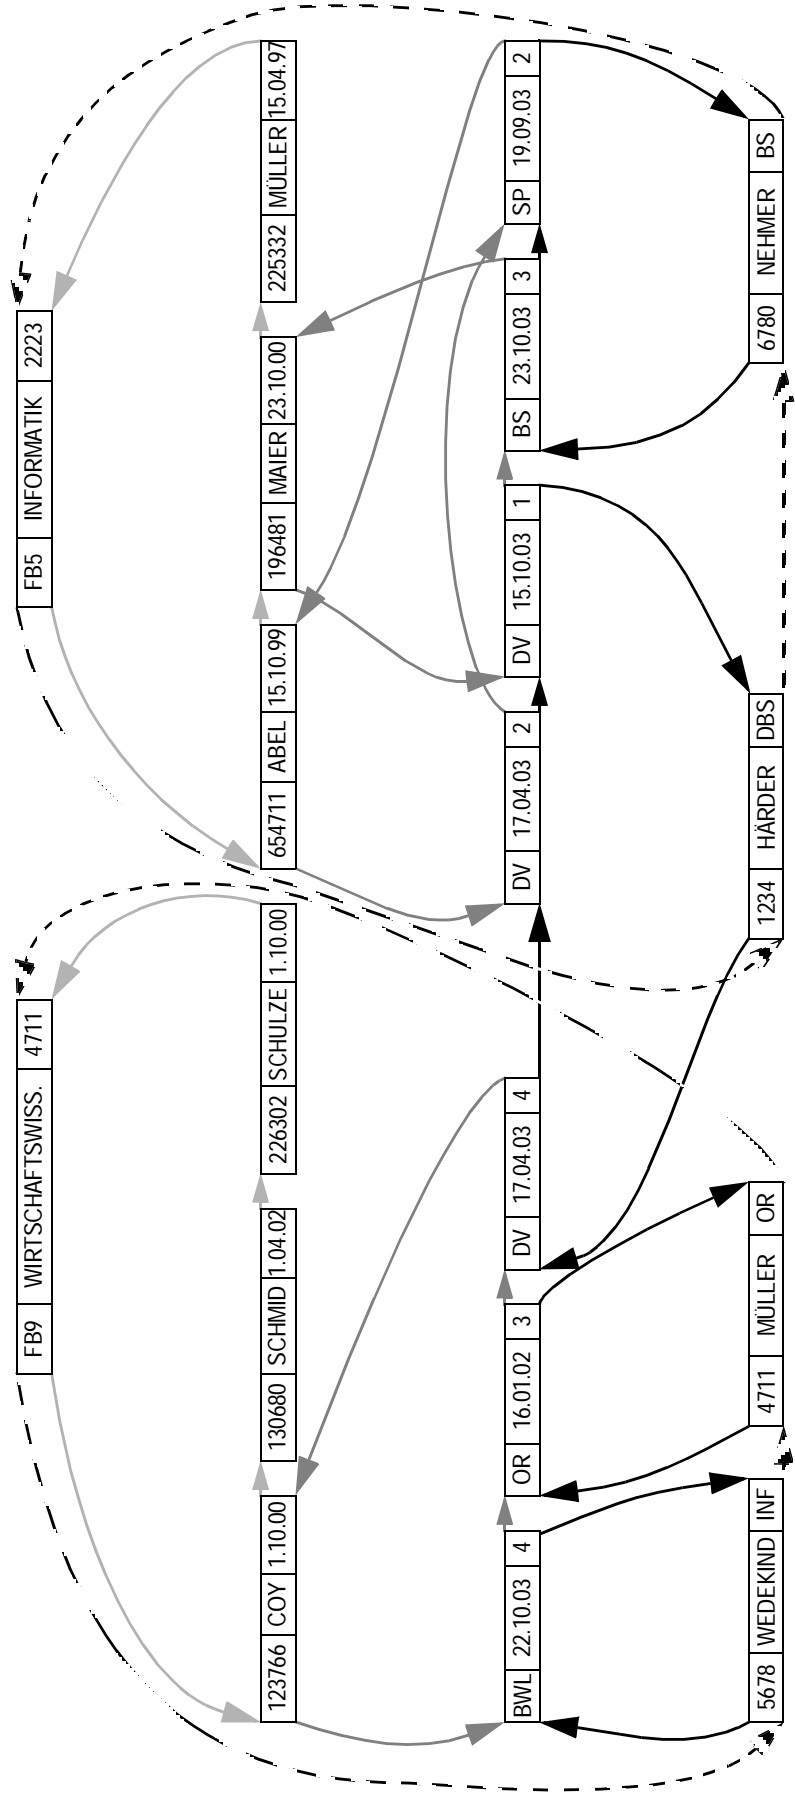 FB9 WIRTSCHAFTSWISS. 4711
FB5 INFORMATIK 2223
123766 COY 1.10.00
130680 SCHMID 1.04.02
226302 SCHULZE 1.10.00
654711 ABEL 15.10.99
196481 MAIER 23.10.00
225332 MÜLLER 15.04.97
BWL 22.10.03 4
OR 16.01.02 3
DV 17.04.03 4
DV 17.04.03 2
DV 15.10.03 1
BS 23.10.03 3
SP 19.09.03 2
5678 WEDEKIND INF
4711 MÜLLER OR
1234 HÄRDER DBS
6780 NEHMER BS